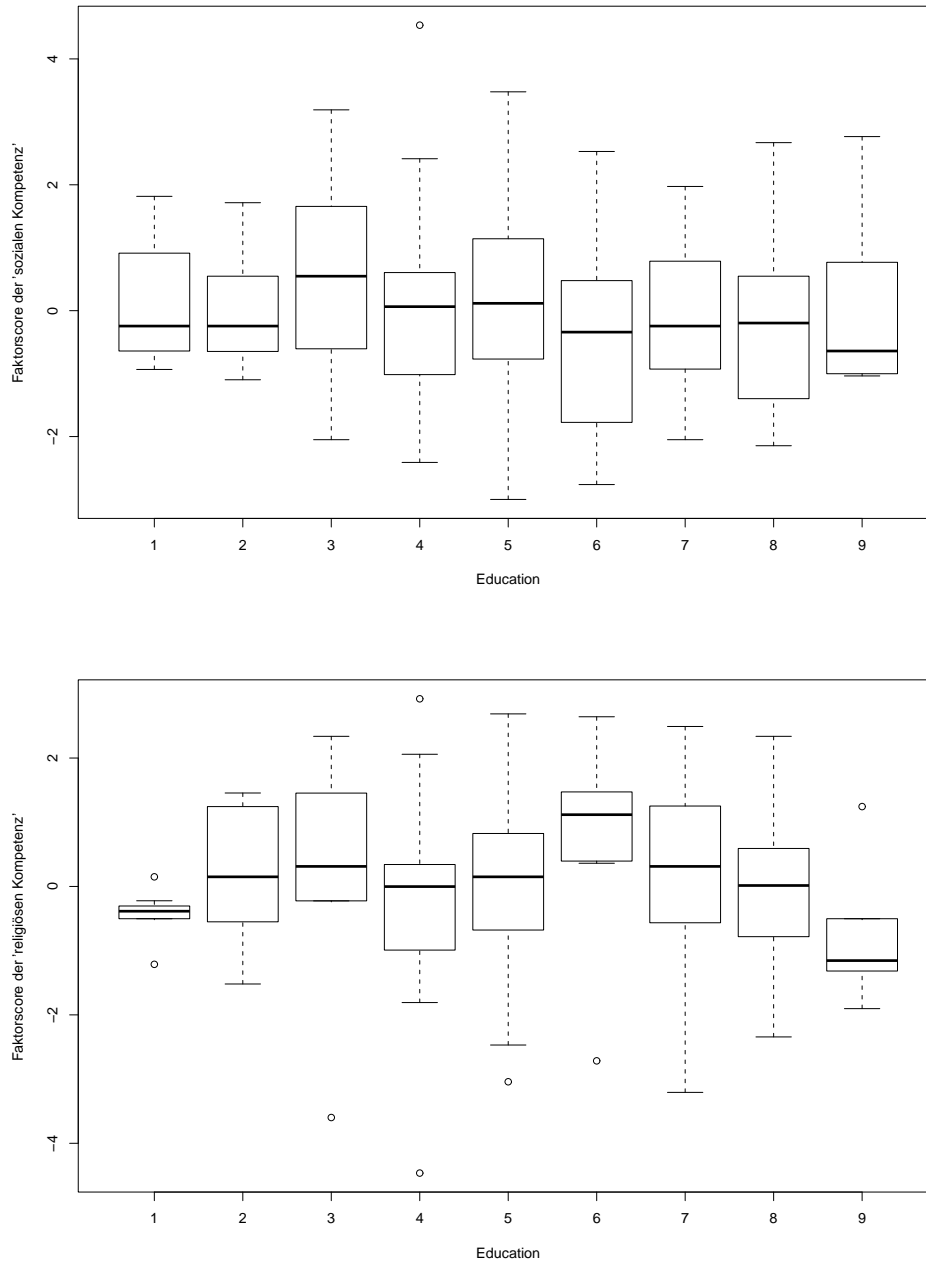 4
2
0
−2
Faktorscore der 'sozialen Kompetenz'
1 2 3 4 5 6 7 8 9
Education
2
0
−2
−4
Faktorscore der 'religiösen Kompetenz'
1 2 3 4 5 6 7 8 9
Education